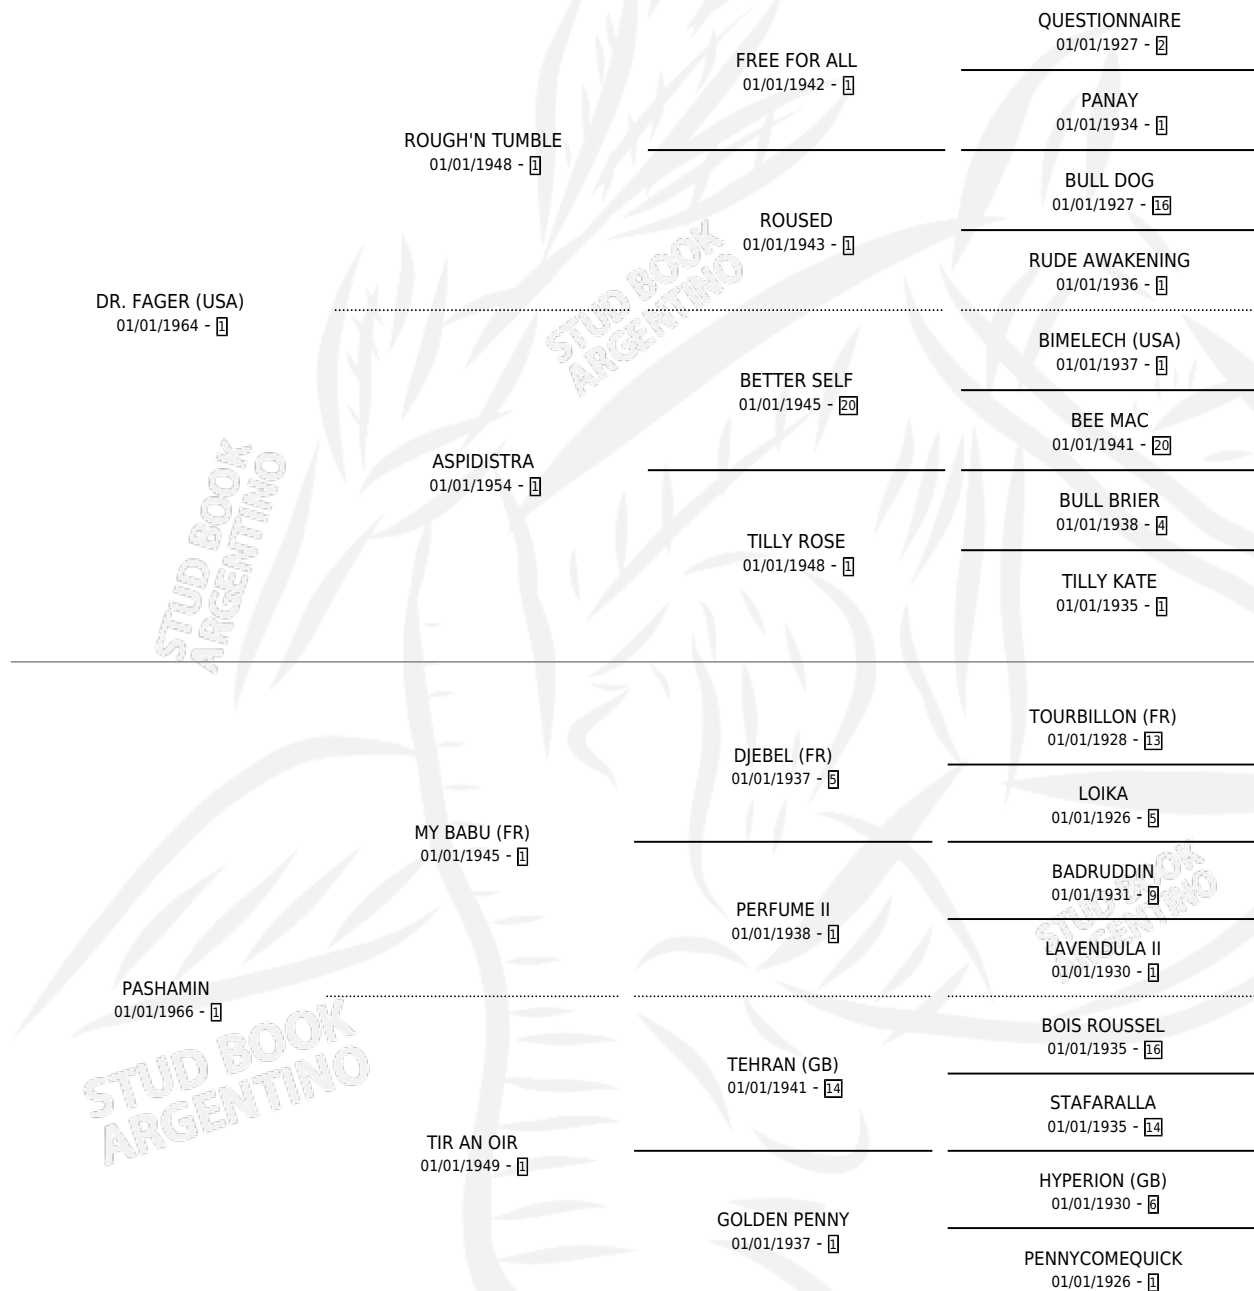 QUESTIONNAIRE
01/01/1927 - 2
FREE FOR ALL
01/01/1942 - 1
PANAY
01/01/1934 - 1
ROUGH'N TUMBLE
01/01/1948 - 1
BULL DOG
01/01/1927 - 16
ROUSED
01/01/1943 - 1
RUDE AWAKENING
01/01/1936 - 1
DR. FAGER (USA)
01/01/1964 - 1
BIMELECH (USA)
01/01/1937 - 1
BETTER SELF
01/01/1945 - 20
BEE MAC
01/01/1941 - 20
ASPIDISTRA
01/01/1954 - 1
BULL BRIER
01/01/1938 - 4
TILLY ROSE
01/01/1948 - 1
TILLY KATE
01/01/1935 - 1
TOURBILLON (FR)
01/01/1928 - 13
DJEBEL (FR)
01/01/1937 - 5
LOIKA
01/01/1926 - 5
MY BABU (FR)
01/01/1945 - 1
BADRUDDIN
01/01/1931 - 9
PERFUME II
01/01/1938 - 1
LAVENDULA II
01/01/1930 - 1
PASHAMIN
01/01/1966 - 1
BOIS ROUSSEL
01/01/1935 - 16
TEHRAN (GB)
01/01/1941 - 14
STAFARALLA
01/01/1935 - 14
TIR AN OIR
01/01/1949 - 1
HYPERION (GB)
01/01/1930 - 6
GOLDEN PENNY
01/01/1937 - 1
PENNYCOMEQUICK
01/01/1926 - 1
STUD BOOK
ARGENTINO
STUD BOOK
ARGENTINO
STUD BOOK
ARGENTINO
STUD BOOK
ARGENTINO